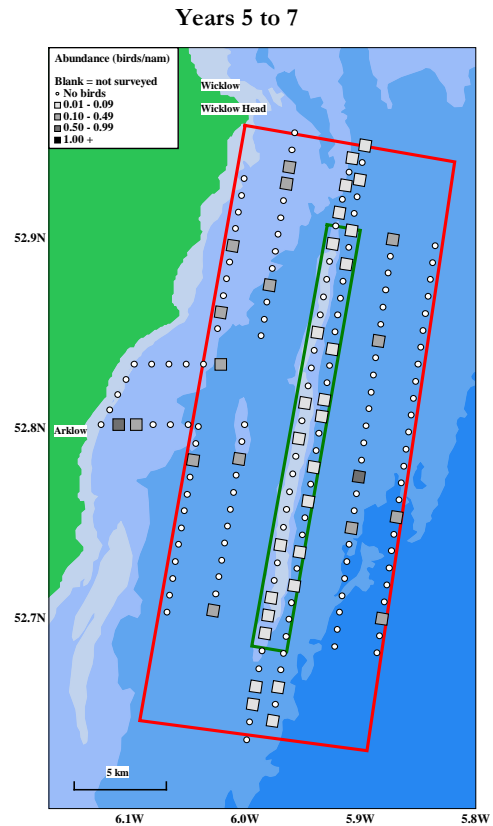 Years 5 to 7
Abundance (birds/nam)
Blank = not surveyed
No birds
0.01 - 0.09
0.10 - 0.49
0.50 - 0.99
1.00 +
Wicklow
Wicklow Head
52.9N
52.8N
Arklow
52.7N
5 km
6.1W 6.0W 5.9W 5.8W